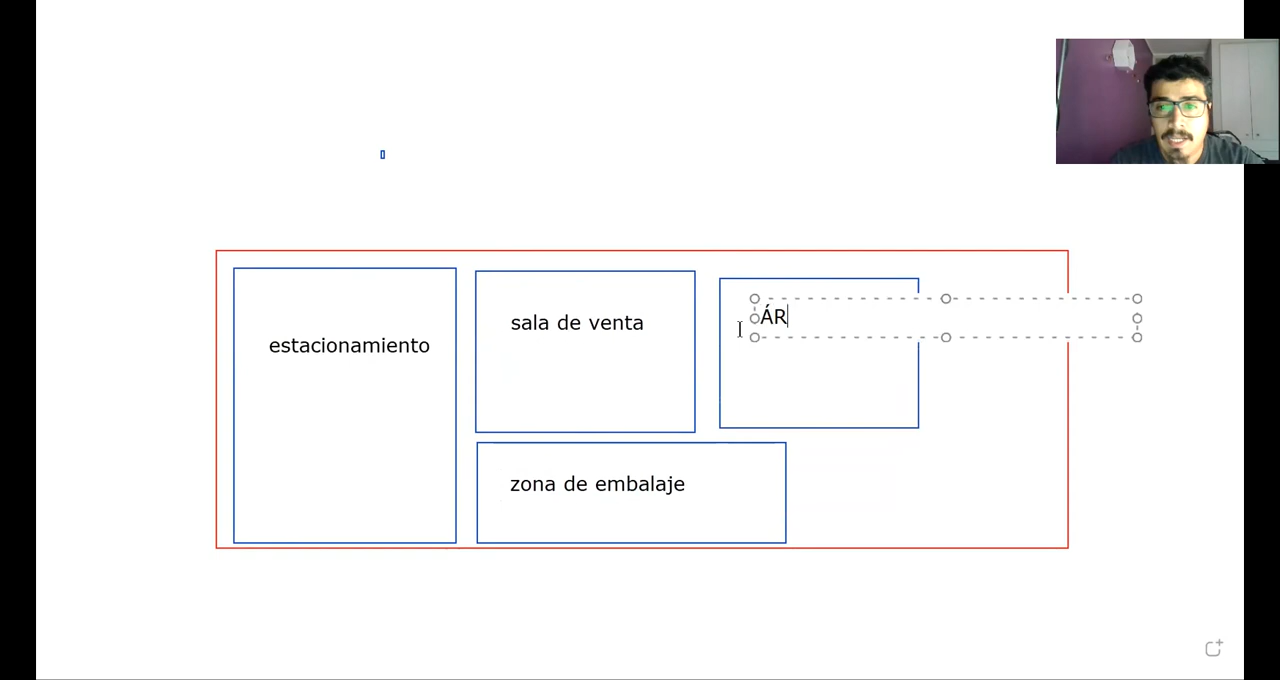 estacionamiento
sala de venta
ÁR
zona de embalaje